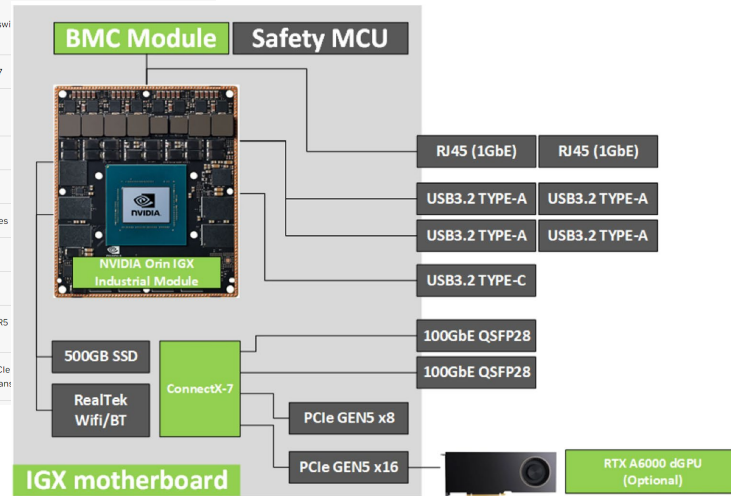 BMC Module
Safety MCU
RJ45 (1GbE)
RJ45 (1GbE)
USB3.2 TYPE-A
USB3.2 TYPE-A
USB3.2 TYPE-A
USB3.2 TYPE-A
USB3.2 TYPE-C
NVIDIA
NVIDIA
NVIDIA Orin IGX
Industrial Module
100GbE QSFP28
100GbE QSFP28
500GB SSD
ConnectX-7
RealTek
Wifi/BT
PCIe GEN5 x8
PCIe GEN5 x16
RTX A6000 dGPU
(Optional)
IGX motherboard